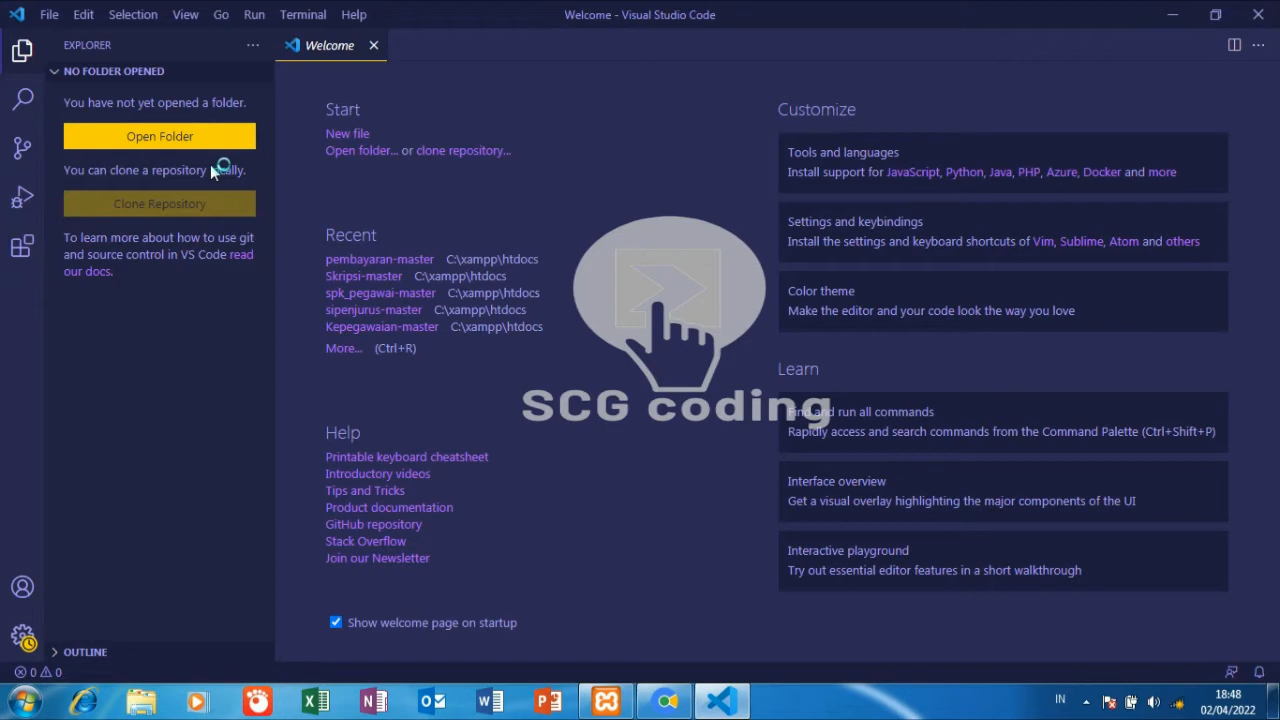 File Edit Selection View Go Run Terminal Help
Welcome - Visual Studio Code
EXPLORER
NO FOLDER OPENED
You have not yet opened a folder.
Open Folder
You can clone a repository
Clone Repository
To learn more about how to use git
and source control in VS Code read
our docs.
OUTLINE
Welcome
Start
New file
Open folder... or clone repository...
Recent
pembayaran-master C:\xampp\htdocs
Skripsi-master C:\xampp\htdocs
spk_pegawai-master C:\xampp\htdocs
sipenjurus-master C:\xampp\htdocs
Kepegawaian-master C:\xampp\htdocs
More... (Ctrl+R)
Help
Printable keyboard cheatsheet
Introductory videos
Tips and Tricks
Product documentation
GitHub repository
Stack Overflow
Join our Newsletter
Show welcome page on startup
SCG coding
Customize
Tools and languages
Install support for JavaScript, Python, Java, PHP, Azure, Docker and more
Settings and keybindings
Install the settings and keyboard shortcuts of Vim, Sublime, Atom and others
Color theme
Make the editor and your code look the way you love
Learn
Find and run all commands
Rapidly access and search commands from the Command Palette (Ctrl+Shift+P)
Interface overview
Get a visual overlay highlighting the major components of the UI
Interactive playground
Try out essential editor features in a short walkthrough
0 0
IN
18:48
02/04/2022